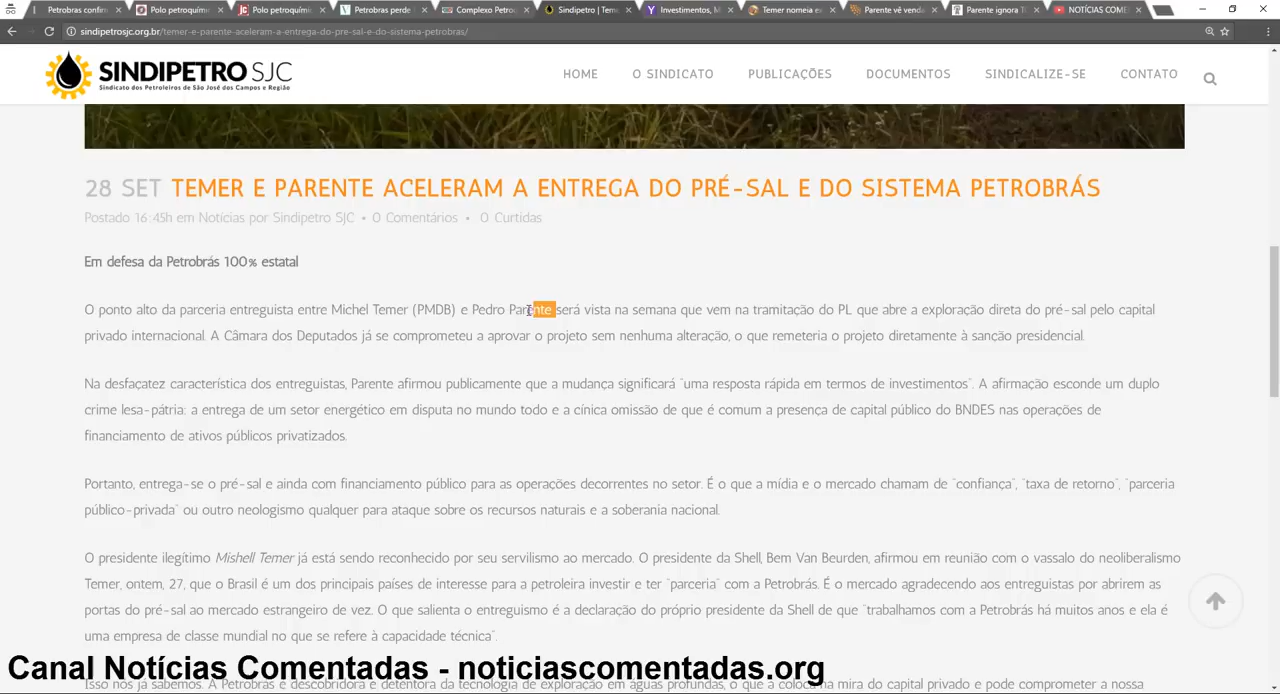 Petrobras confir
Polo petroquím
Polo petroquími
Petrobras perde
Complexo Petro
Sindipetro | Tem
Investimentos, M
Temer nomeia e
Parente vê venda
Parente ignora T
NOTÍCIAS COME
sindipetrosjc.org.br/temer-e-parente-aceleram-a-entrega-do-pre-sal-e-do-sistema-petrobras/
SINDIPETRO SJC
Sindicato dos Petroleiros de São José dos Campos e Região
HOME O SINDICATO PUBLICAÇÕES DOCUMENTOS SINDICALIZE-SE CONTATO
28 SET TEMER E PARENTE ACELERAM A ENTREGA DO PRÉ-SAL E DO SISTEMA PETROBRÁS
Postado 16:45h em Notícias por Sindipetro SJC • 0 Comentários • 0 Curtidas
Em defesa da Petrobrás 100% estatal
O ponto alto da parceria entreguista entre Michel Temer (PMDB) e Pedro Parente será vista na semana que vem na tramitação do PL que abre a exploração direta do pré-sal pelo capital
privado internacional. A Câmara dos Deputados já se comprometeu a aprovar o projeto sem nenhuma alteração, o que remeteria o projeto diretamente à sanção presidencial.
Na desfaçatez característica dos entreguistas, Parente afirmou publicamente que a mudança significará "uma resposta rápida em termos de investimentos". A afirmação esconde um duplo
crime lesa-pátria: a entrega de um setor energético em disputa no mundo todo e a cínica omissão de que é comum a presença de capital público do BNDES nas operações de
financiamento de ativos públicos privatizados.
Portanto, entrega-se o pré-sal e ainda com financiamento público para as operações decorrentes no setor. É o que a mídia e o mercado chamam de "confiança", "taxa de retorno", "parceria
público-privada" ou outro neologismo qualquer para ataque sobre os recursos naturais e a soberania nacional.
O presidente ilegítimo Mishell Temer já está sendo reconhecido por seu servilismo ao mercado. O presidente da Shell, Bem Van Beurden, afirmou em reunião com o vassalo do neoliberalismo
Temer, ontem, 27, que o Brasil é um dos principais países de interesse para a petroleira investir e ter "parceria" com a Petrobrás. É o mercado agradecendo aos entreguistas por abrirem as
portas do pré-sal ao mercado estrangeiro de vez. O que salienta o entreguismo é a declaração do próprio presidente da Shell de que "trabalhamos com a Petrobrás há muitos anos e ela é
uma empresa de classe mundial no que se refere à capacidade técnica".
Isso nós já sabemos. A Petrobrás é descobridora e detentora da tecnologia de exploração em águas profundas, o que a coloca na mira do capital privado e pode comprometer a nossa
Canal Notícias Comentadas - noticiascomentadas.org